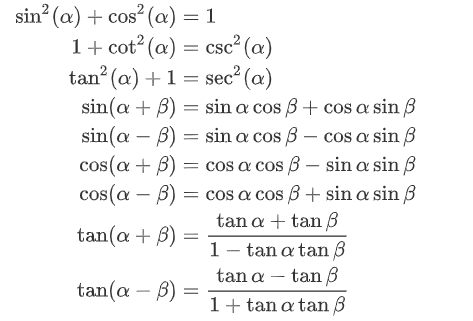 sin²(α) + cos²(α) = 1
1 + cot²(α) = csc²(α)
tan²(α) + 1 = sec²(α)
sin(α + β) = sin α cos β + cos α sin β
sin(α − β) = sin α cos β − cos α sin β
cos(α + β) = cos α cos β − sin α sin β
cos(α − β) = cos α cos β + sin α sin β
tan(α + β) = (tan α + tan β) / (1 − tan α tan β)
tan(α − β) = (tan α − tan β) / (1 + tan α tan β)